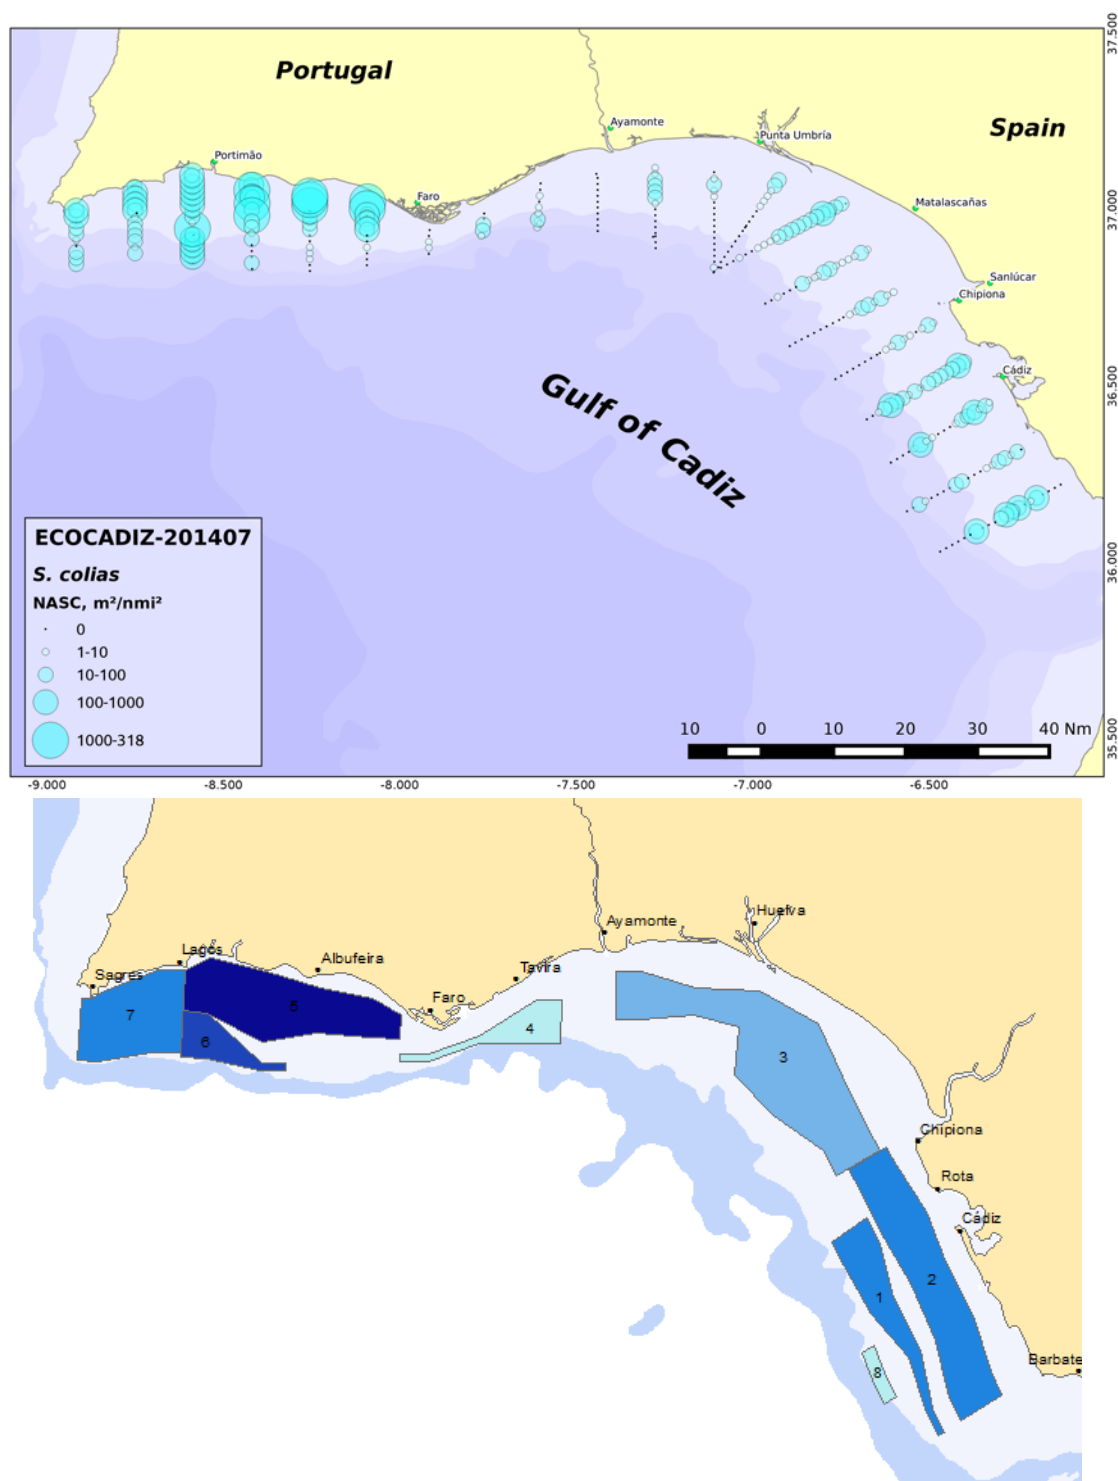 37.500
Portugal
Ayamonte
Punta Umbría
Spain
Portimão
Faro
37.000
Matalascañas
Sanlúcar
Chipiona
Gulf of Cadiz
Cádiz
36.500
ECOCADIZ-201407
S. colias
NASC, m²/nmi²
0
1-10
10-100
100-1000
1000-318
36.000
10 0 10 20 30 40 Nm
35.500
-9.000 -8.500 -8.000 -7.500 -7.000 -6.500
Ayamonte
Huelva
Lagos
Albufeira
Sagres
Tavira
Faro
7
5
6
4
3
Chipiona
Rota
Cádiz
2
1
8
Barbate